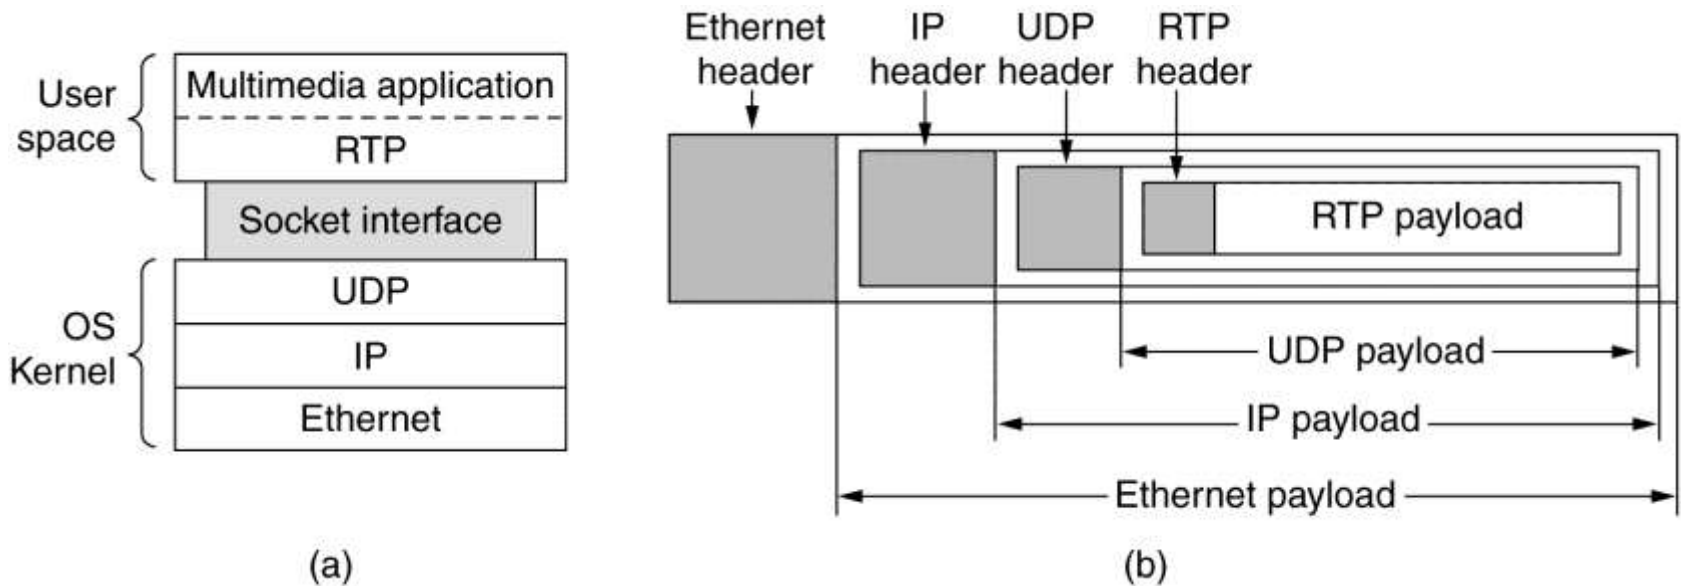 User
space
Multimedia application
RTP
Socket interface
OS
Kernel
UDP
IP
Ethernet
(a)
Ethernet
header
IP
header
UDP
header
RTP
header
RTP payload
UDP payload
IP payload
Ethernet payload
(b)